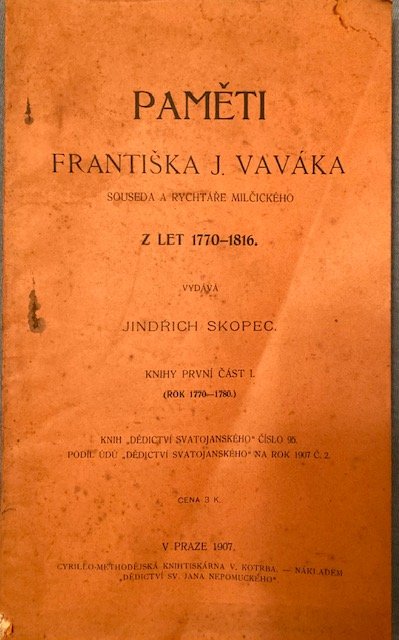 PAMĚTI
FRANTIŠKA J. VAVÁKA
SOUSEDA A RYCHTÁŘE MILČICKÉHO
Z LET 1770–1816.
VYDÁVÁ
JINDŘICH SKOPEC.
KNIHY PRVNÍ ČÁST I.
(ROK 1770—1780.)
KNIH „DĚDICTVÍ SVATOJANSKÉHO“ ČÍSLO 95.
PODÍL ÚDŮ „DĚDICTVÍ SVATOJANSKÉHO“ NA ROK 1907 Č. 2.
CENA 3 K.
V PRAZE 1907.
CYRILLO-METHODĚJSKÁ KNIHTISKÁRNA V. KOTRBA. — NÁKLADEM
„DĚDICTVÍ SV. JANA NEPOMUCKÉHO“